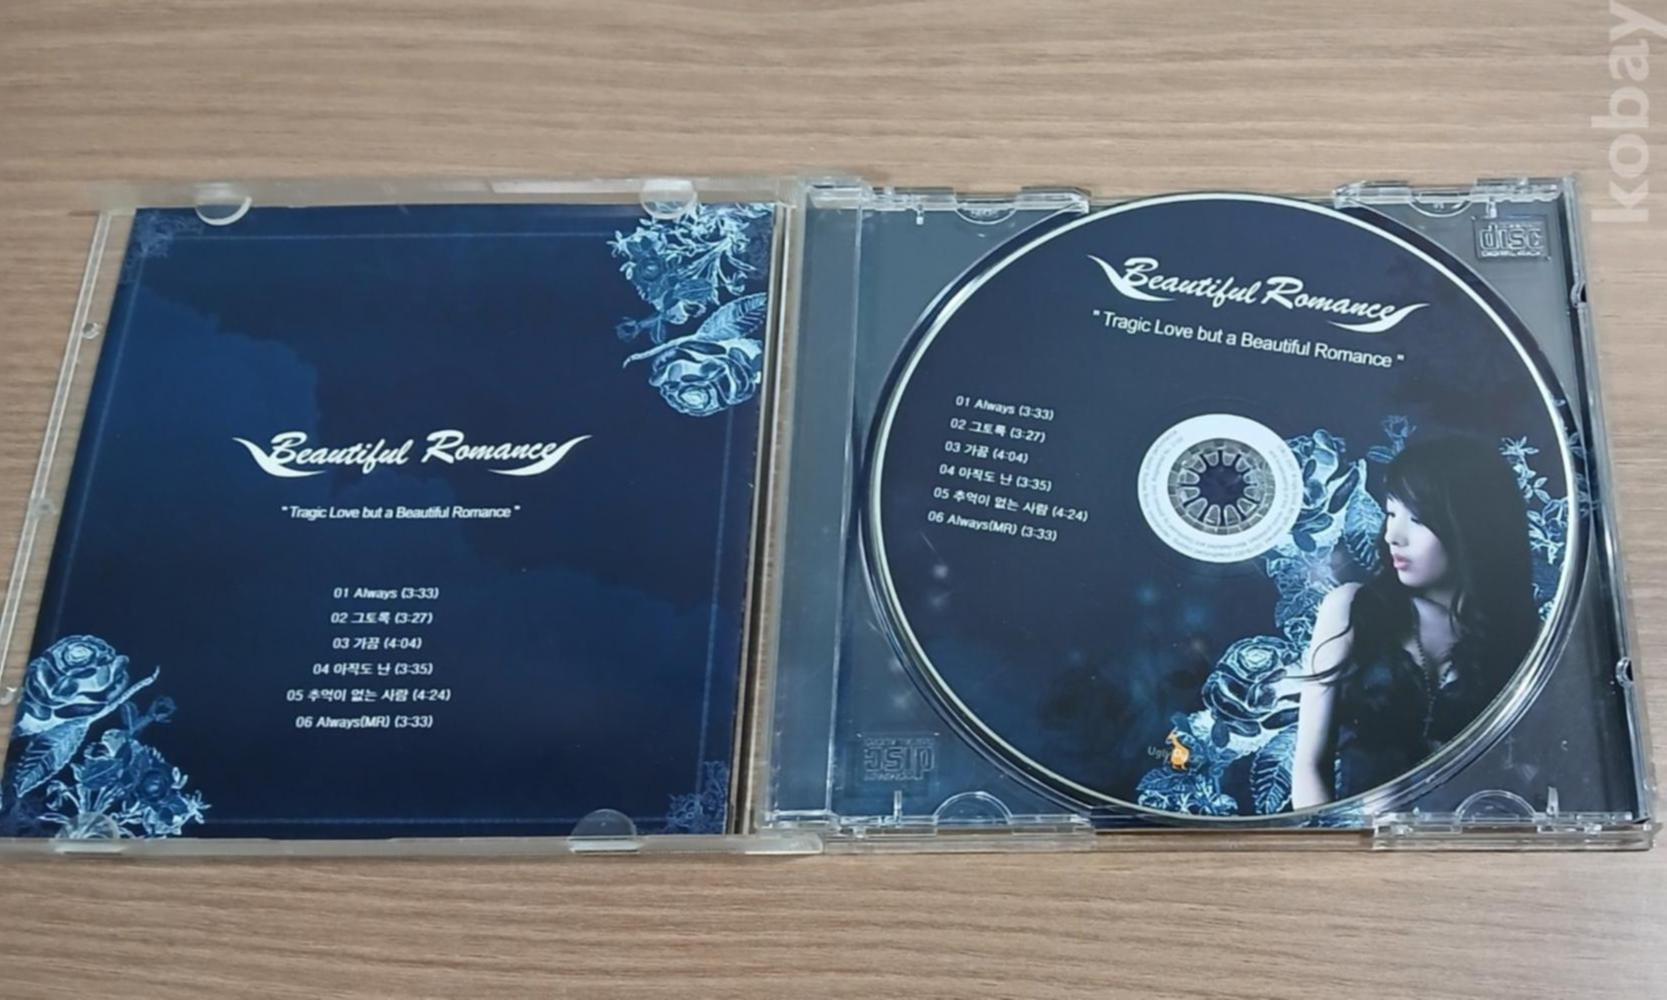 Beautiful Romance
" Tragic Love but a Beautiful Romance "
01 Always (3:33)
02 그토록 (3:27)
03 가끔 (4:04)
04 아직도 난 (3:35)
05 추억이 없는 사람 (4:24)
06 Always(MR) (3:33)
Beautiful Romance
" Tragic Love but a Beautiful Romance "
01 Always (3:33)
02 그토록 (3:27)
03 가끔 (4:04)
04 아직도 난 (3:35)
05 추억이 없는 사람 (4:24)
06 Always(MR) (3:33)
Ugly
disc
disc
kobay